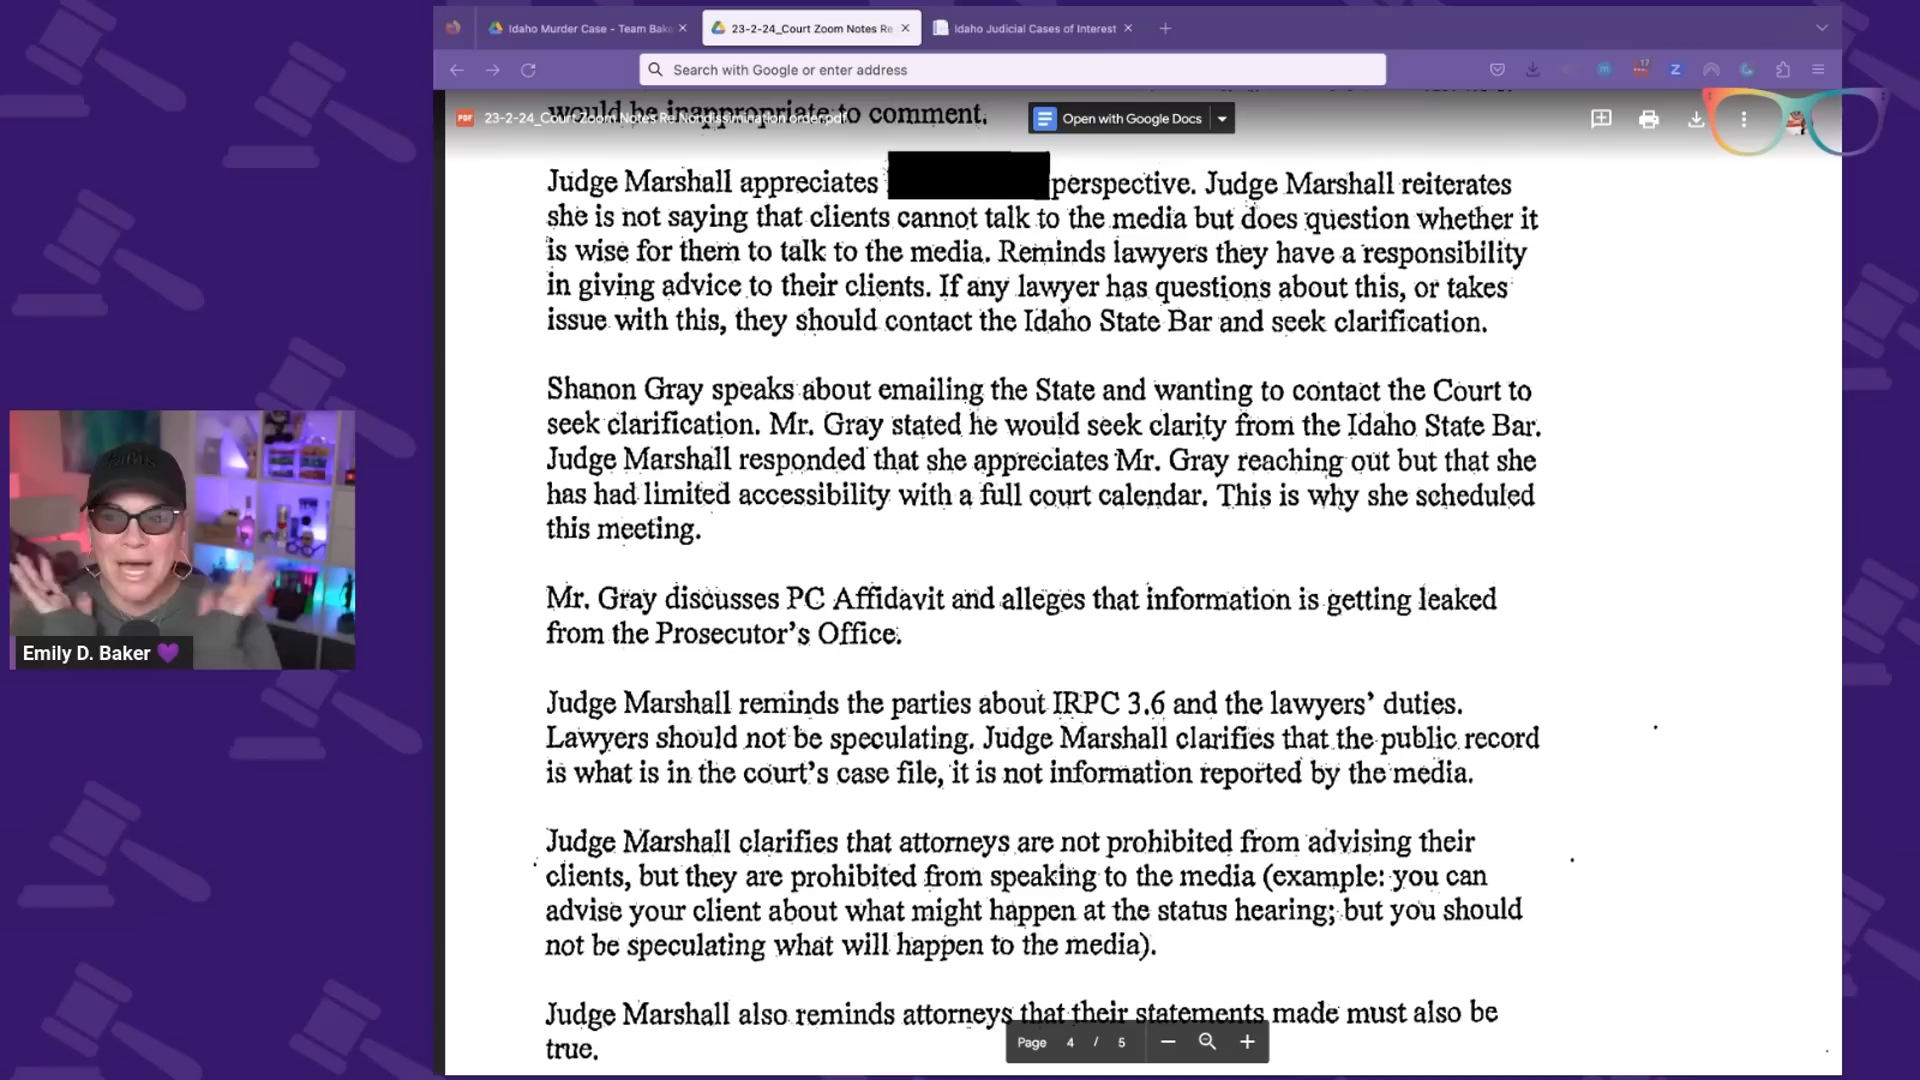 Idaho Murder Case - Team Bake
23-2-24_Court Zoom Notes Re
Idaho Judicial Cases of Interest
Search with Google or enter address
17
would be inappropriate to comment.
PDF
23-2-24_Court Zoom Notes Re Nondissimination order.pdf
Open with Google Docs
Judge Marshall appreciates perspective. Judge Marshall reiterates
she is not saying that clients cannot talk to the media but does question whether it
is wise for them to talk to the media. Reminds lawyers they have a responsibility
in giving advice to their clients. If any lawyer has questions about this, or takes
issue with this, they should contact the Idaho State Bar and seek clarification.
Shanon Gray speaks about emailing the State and wanting to contact the Court to
seek clarification. Mr. Gray stated he would seek clarity from the Idaho State Bar.
Judge Marshall responded that she appreciates Mr. Gray reaching out but that she
has had limited accessibility with a full court calendar. This is why she scheduled
this meeting.
Mr. Gray discusses PC Affidavit and alleges that information is getting leaked
from the Prosecutor's Office.
Judge Marshall reminds the parties about IRPC 3.6 and the lawyers' duties.
Lawyers should not be speculating. Judge Marshall clarifies that the public record
is what is in the court's case file, it is not information reported by the media.
Judge Marshall clarifies that attorneys are not prohibited from advising their
clients, but they are prohibited from speaking to the media (example: you can
advise your client about what might happen at the status hearing; but you should
not be speculating what will happen to the media).
Judge Marshall also reminds attorneys that their statements made must also be
true.
Page 4 / 5
Emily D. Baker